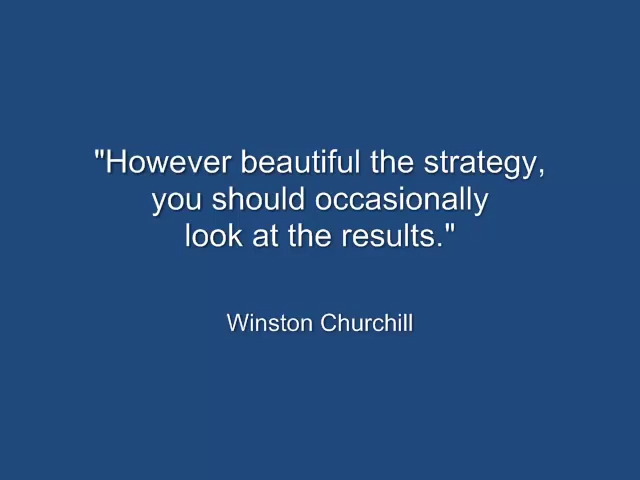 "However beautiful the strategy,
you should occasionally
look at the results."
Winston Churchill